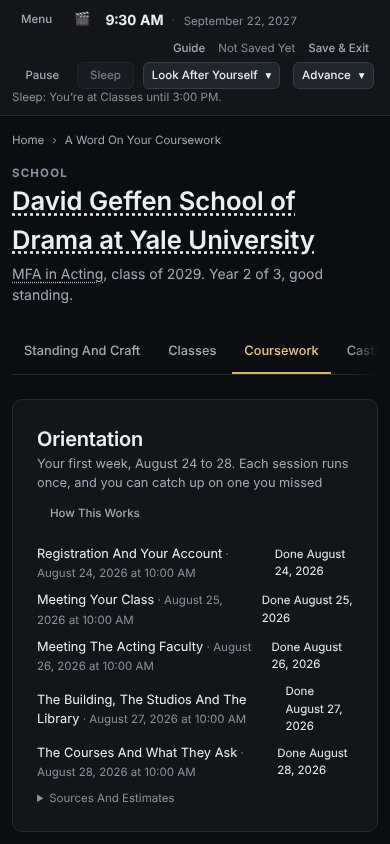 Menu 🎬 9:30 AM · September 22, 2027
Guide Not Saved Yet Save & Exit
Pause Sleep Look After Yourself ▾ Advance ▾
Sleep: You're at Classes until 3:00 PM.
Home › A Word On Your Coursework
SCHOOL
David Geffen School of
Drama at Yale University
MFA in Acting, class of 2029. Year 2 of 3, good
standing.
Standing And Craft Classes Coursework Cast
Orientation
Your first week, August 24 to 28. Each session runs
once, and you can catch up on one you missed
How This Works
Registration And Your Account ·
August 24, 2026 at 10:00 AM
Done August
24, 2026
Meeting Your Class · August 25,
2026 at 10:00 AM
Done August 25,
2026
Meeting The Acting Faculty · August
26, 2026 at 10:00 AM
Done August
26, 2026
The Building, The Studios And The
Library · August 27, 2026 at 10:00 AM
Done
August 27,
2026
The Courses And What They Ask ·
August 28, 2026 at 10:00 AM
Done August
28, 2026
▶ Sources And Estimates